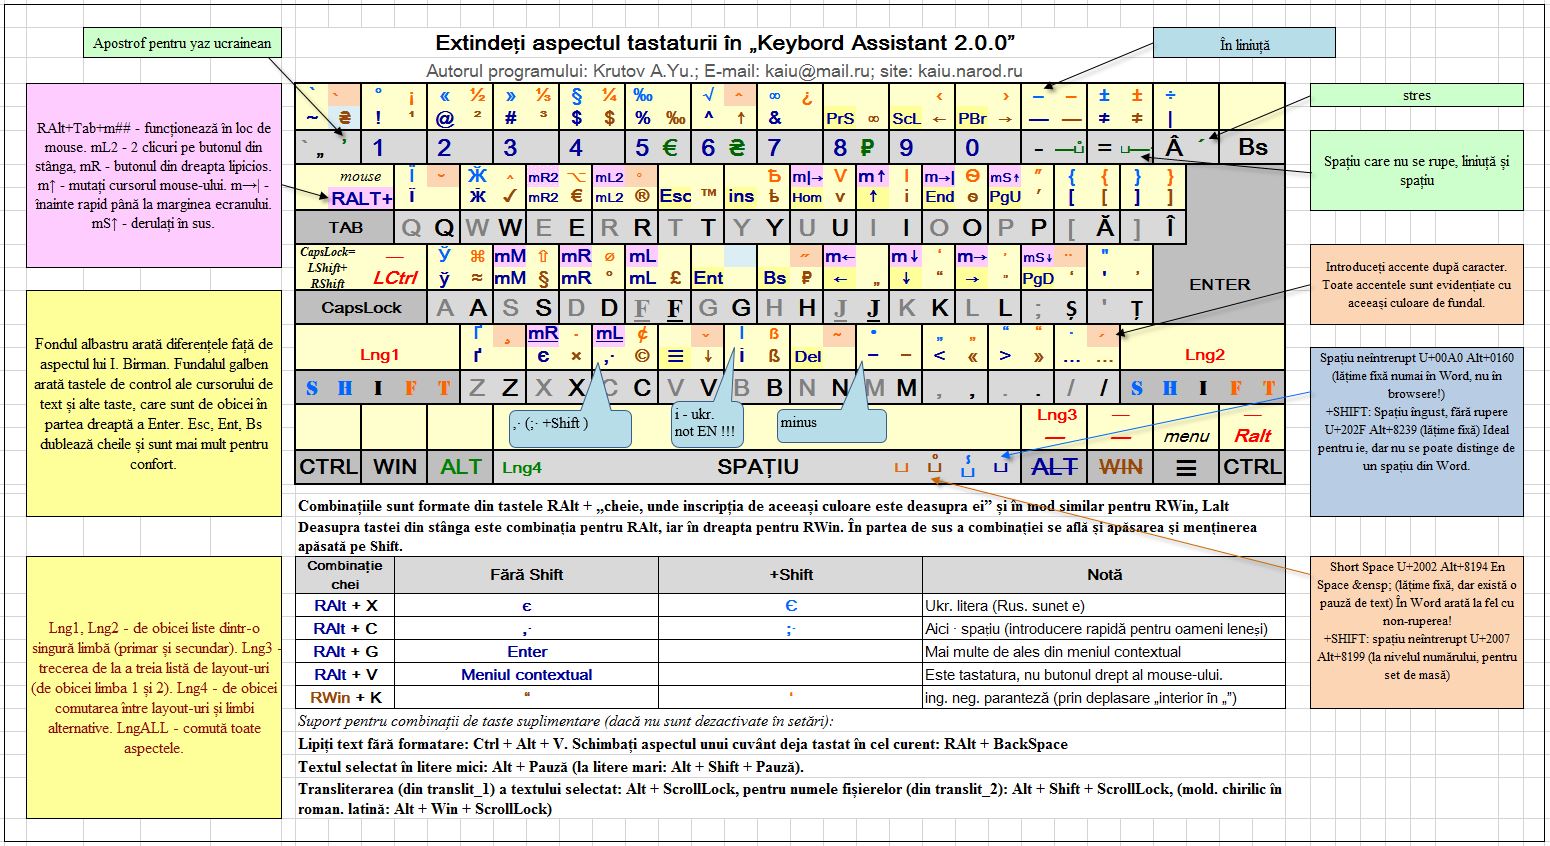 Extindeți aspectul tastaturii în „Keybord Assistant 2.0.0”
Autorul programului: Krutov A.Yu.; E-mail: kaiu@mail.ru; site: kaiu.narod.ru
Apostrof pentru yaz ucrainean
În liniuță
RAlt+Tab+m## - funcționează în loc de
mouse. mL2 - 2 clicuri pe butonul din
stânga, mR - butonul din dreapta lipicios.
m↑ - mutați cursorul mouse-ului. m→| -
înainte rapid până la marginea ecranului.
mS↑ - derulați în sus.
Fondul albastru arată diferențele față de
aspectul lui I. Birman. Fundalul galben
arată tastele de control ale cursorului de
text și alte taste, care sunt de obicei în
partea dreaptă a Enter. Esc, Ent, Bs
dublează cheile și sunt mai mult pentru
confort.
Lng1, Lng2 - de obicei liste dintr-o
singură limbă (primar și secundar). Lng3 -
trecerea de la a treia listă de layout-uri
(de obicei limba 1 și 2). Lng4 - de obicei
comutarea între layout-uri și limbi
alternative. LngALL - comută toate
aspectele.
` ` ° ¡ « ½ » ⅓ § ¼ ‰ √ ^ ∞ ¿ ‹ › – – ± ± ÷
~ ₴ ! ¹ @ ² # ³ $ $ % ‰ ^ ↑ & PrS ∞ ScL ← PBr → — — ≠ ≠ |
` „ ’ 1 2 3 4 5 € 6 ₴ 7 8 ₽ 9 0 - —␣ = ␣— Â ´ Bs
mouse Ï ˘ Ӂ ^ mR2 ⌥ mL2 ° Ѣ m|→ V m↑ I m→| Ѳ mS↑ ″ { { } }
RALT+ ï ӂ ✓ mR2 € mL2 ® Esc ™ ins ѣ Hom v ↑ i End ѳ PgU ′ [ [ ] ]
TAB Q Q W W E E R R T T Y Y U U I I O O P P [ Ă ] Î
CapsLock= — Ў ⌘ mM ⇧ mR ⌀ mL ˝ m← m↓ ‘ m→ ’ mS↓ ¨ "
LShift+
RShift LCtrl ў ≈ mM § mR ° mL £ Ent Bs ₽ ← „ ↓ “ → ” PgD ' ' ’
CapsLock A A S S D D F F G G H H J J K K L L ; Ș ' Ț
ENTER
Ґ ¸ mR · mL ¢ ˇ І ß ~ • „ “ “ · ´
Lng1 ґ є × ,· © ≡ ↓ і ß Del – − < « > » … … Lng2
S H I F T Z Z X X C C V V B B N N M M , , . . / / S H I F T
,· (;· +Shift )
i - ukr.
not EN !!!
minus
Lng3 — —
— — menu Ralt
CTRL WIN ALT Lng4 SPAȚIU ALT WIN ≡ CTRL
stres
Spațiu care nu se rupe, liniuță și
spațiu
Introduceți accente după caracter.
Toate accentele sunt evidențiate cu
aceeași culoare de fundal.
Spațiu neîntrerupt U+00A0 Alt+0160
(lățime fixă numai în Word, nu în
browsere!)
+SHIFT: Spațiu îngust, fără rupere
U+202F Alt+8239 (lățime fixă) Ideal
pentru ie, dar nu se poate distinge de
un spațiu din Word.
Short Space U+2002 Alt+8194 En
Space &ensp; (lățime fixă, dar există o
pauză de text) În Word arată la fel cu
non-ruperea!
+SHIFT: spațiu neîntrerupt U+2007
Alt+8199 (la nivelul numărului, pentru
set de masă)
Combinațiile sunt formate din tastele RAlt + „cheie, unde inscripția de aceeași culoare este deasupra ei” și în mod similar pentru RWin, Lalt
Deasupra tastei din stânga este combinația pentru RAlt, iar în dreapta pentru RWin. În partea de sus a combinației se află și apăsarea și menținerea
apăsată pe Shift.
Combinație
chei Fără Shift +Shift Notă
RAlt + X є Є Ukr. litera (Rus. sunet e)
RAlt + C ,· ;· Aici · spațiu (introducere rapidă pentru oameni leneși)
RAlt + G Enter Mai multe de ales din meniul contextual
RAlt + V Meniul contextual Este tastatura, nu butonul drept al mouse-ului.
RWin + K “ ‘ ing. neg. paranteză (prin deplasare „interior în „”)
Suport pentru combinații de taste suplimentare (dacă nu sunt dezactivate în setări):
Lipiți text fără formatare: Ctrl + Alt + V. Schimbați aspectul unui cuvânt deja tastat în cel curent: RAlt + BackSpace
Textul selectat în litere mici: Alt + Pauză (la litere mari: Alt + Shift + Pauză).
Transliterarea (din translit_1) a textului selectat: Alt + ScrollLock, pentru numele fișierelor (din translit_2): Alt + Shift + ScrollLock, (mold. chirilic în
roman. latină: Alt + Win + ScrollLock)